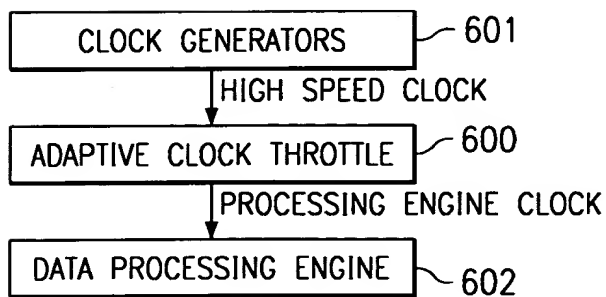 CLOCK GENERATORS
601
HIGH SPEED CLOCK
ADAPTIVE CLOCK THROTTLE
600
PROCESSING ENGINE CLOCK
DATA PROCESSING ENGINE
602